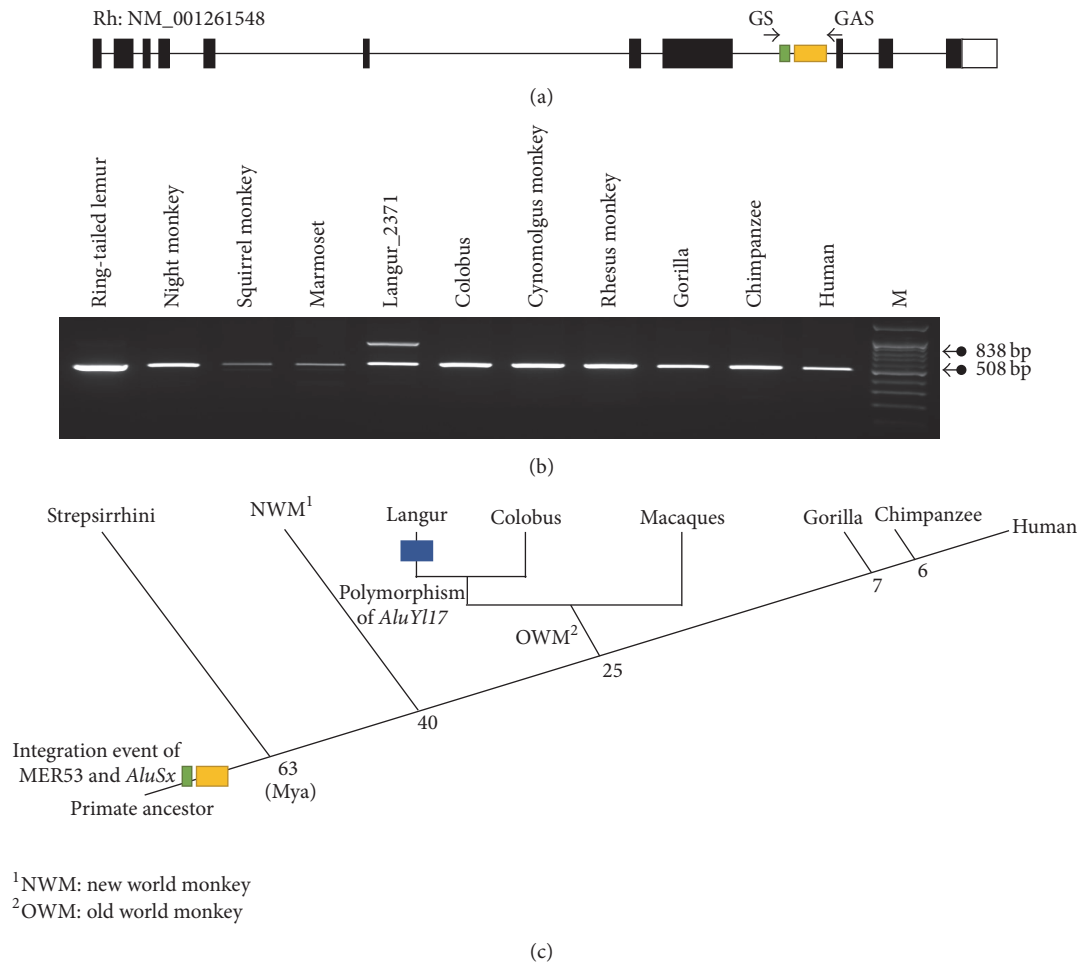 Rh: NM_001261548
GS
GAS
(a)
Ring-tailed lemur
Night monkey
Squirrel monkey
Marmoset
Langur_2371
Colobus
Cynomolgus monkey
Rhesus monkey
Gorilla
Chimpanzee
Human
M
838 bp
508 bp
(b)
Strepsirrhini
NWM¹
Langur
Colobus
Macaques
Gorilla
Chimpanzee
Human
Polymorphism
of AluYl17
OWM²
6
7
25
40
63
(Mya)
Integration event of
MER53 and AluSx
Primate ancestor
¹NWM: new world monkey
²OWM: old world monkey
(c)